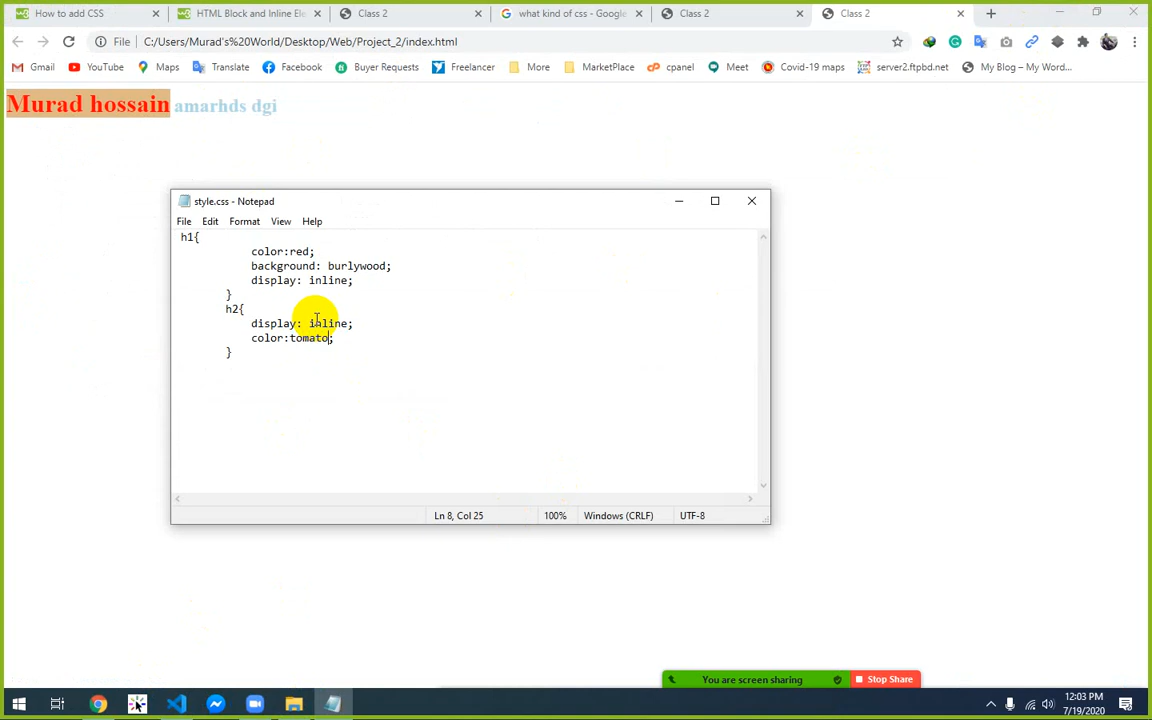 How to add CSS
HTML Block and Inline Ele
Class 2
what kind of css - Google
Class 2
Class 2
File
C:/Users/Murad's%20World/Desktop/Web/Project_2/index.html
Gmail
YouTube
Maps
Translate
Facebook
Buyer Requests
Freelancer
More
MarketPlace
cpanel
Meet
Covid-19 maps
server2.ftpbd.net
My Blog – My Word...
Murad hossain amarhds dgi
style.css - Notepad
File Edit Format View Help
h1{
color:red;
background: burlywood;
display: inline;
}
h2{
display: inline;
color:tomato;
}
Ln 8, Col 25
100%
Windows (CRLF)
UTF-8
You are screen sharing
Stop Share
12:03 PM
7/19/2020